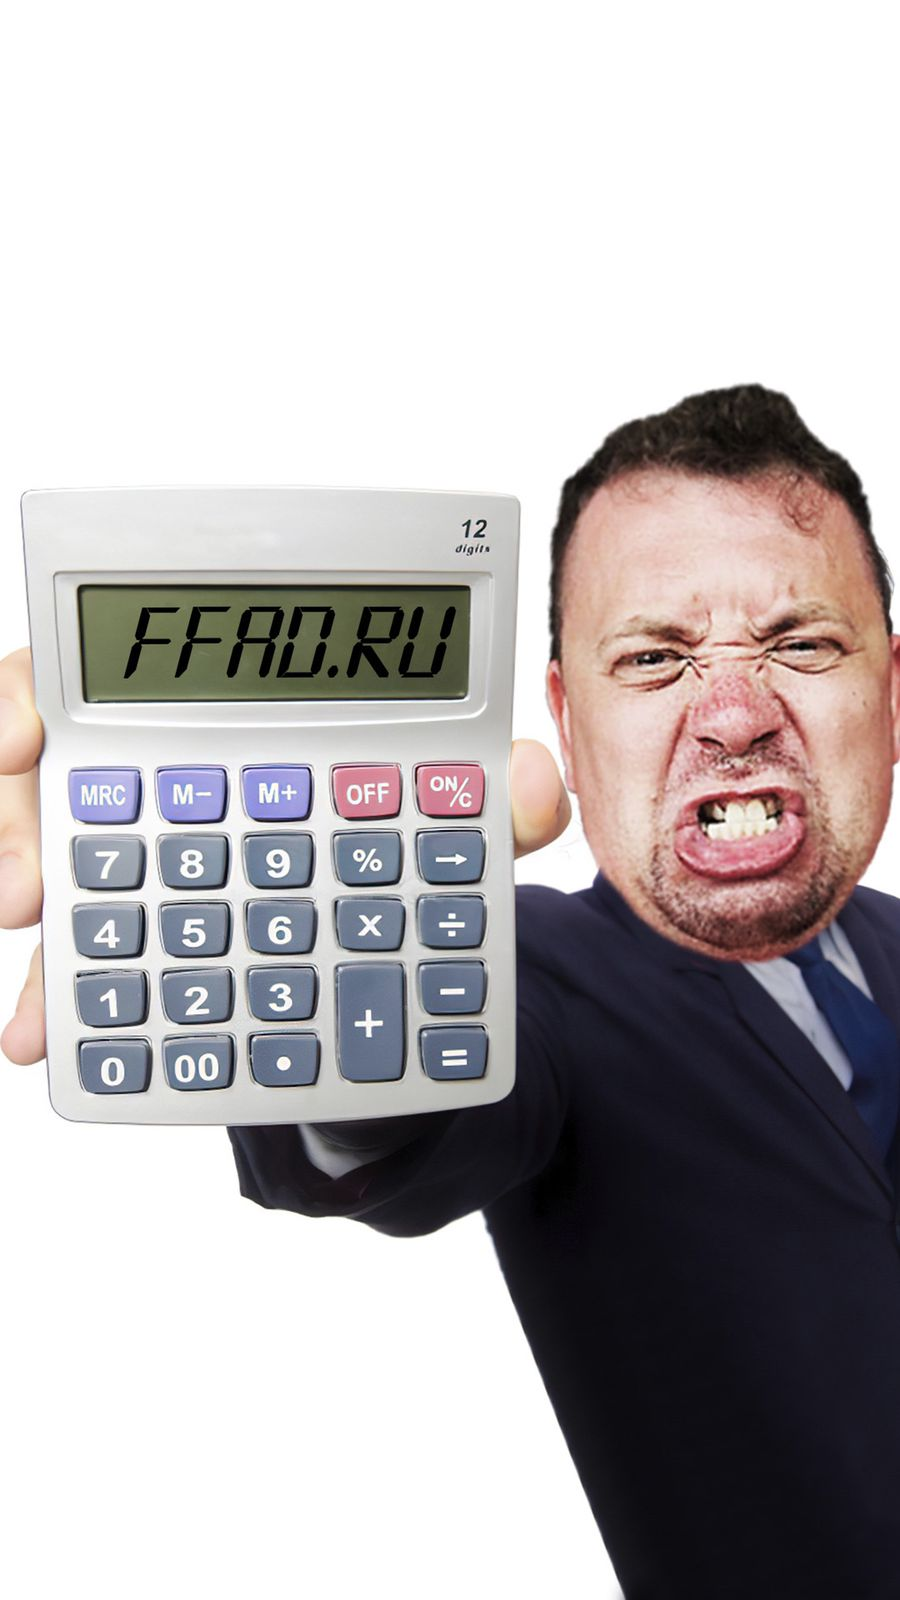 12
digits
FFAD.RU
MRC M− M+ OFF ON/C
7 8 9 % →
4 5 6 X ÷
1 2 3 + −
0 00 • =